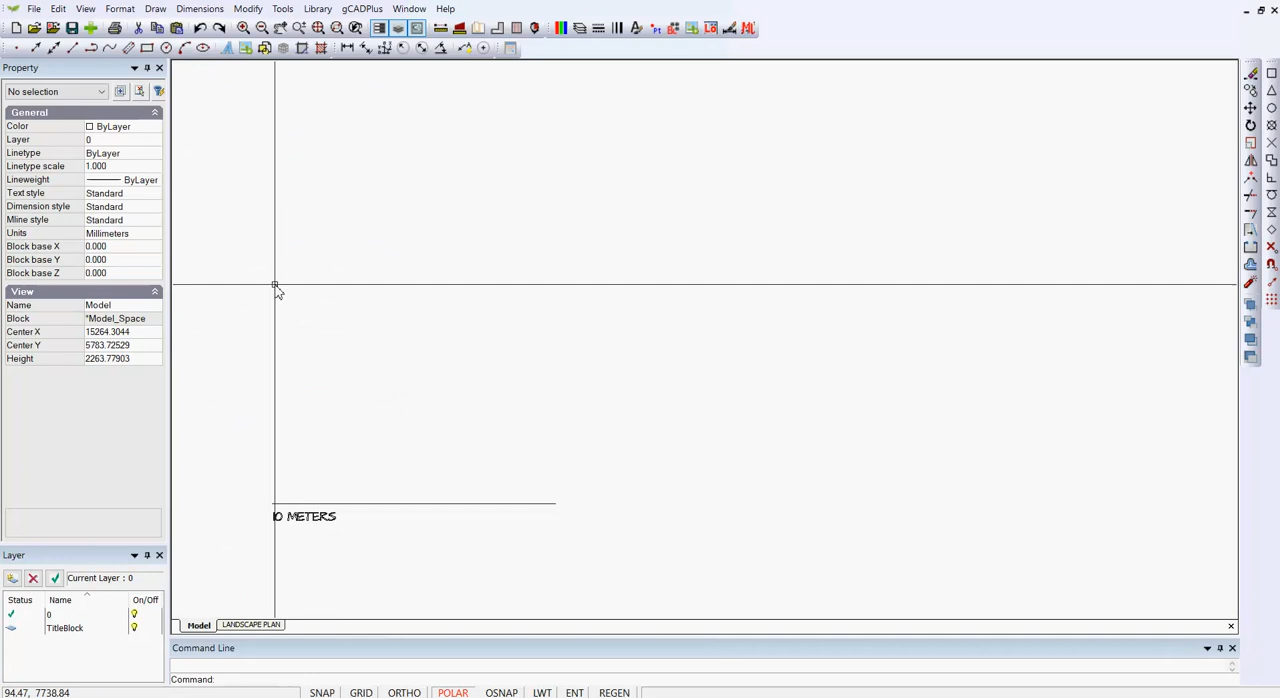 File Edit View Format Draw Dimensions Modify Tools Library gCADPlus Window Help
Property
No selection
General
Color ByLayer
Layer 0
Linetype ByLayer
Linetype scale 1.000
Lineweight ByLayer
Text style Standard
Dimension style Standard
Mline style Standard
Units Millimeters
Block base X 0.000
Block base Y 0.000
Block base Z 0.000
View
Name Model
Block *Model_Space
Center X 15264.3044
Center Y 5783.72529
Height 2263.77903
10 METERS
Layer
Current Layer : 0
Status Name On/Off
0
TitleBlock
Model LANDSCAPE PLAN
Command Line
Command:
94.47, 7738.84 SNAP GRID ORTHO POLAR OSNAP LWT ENT REGEN